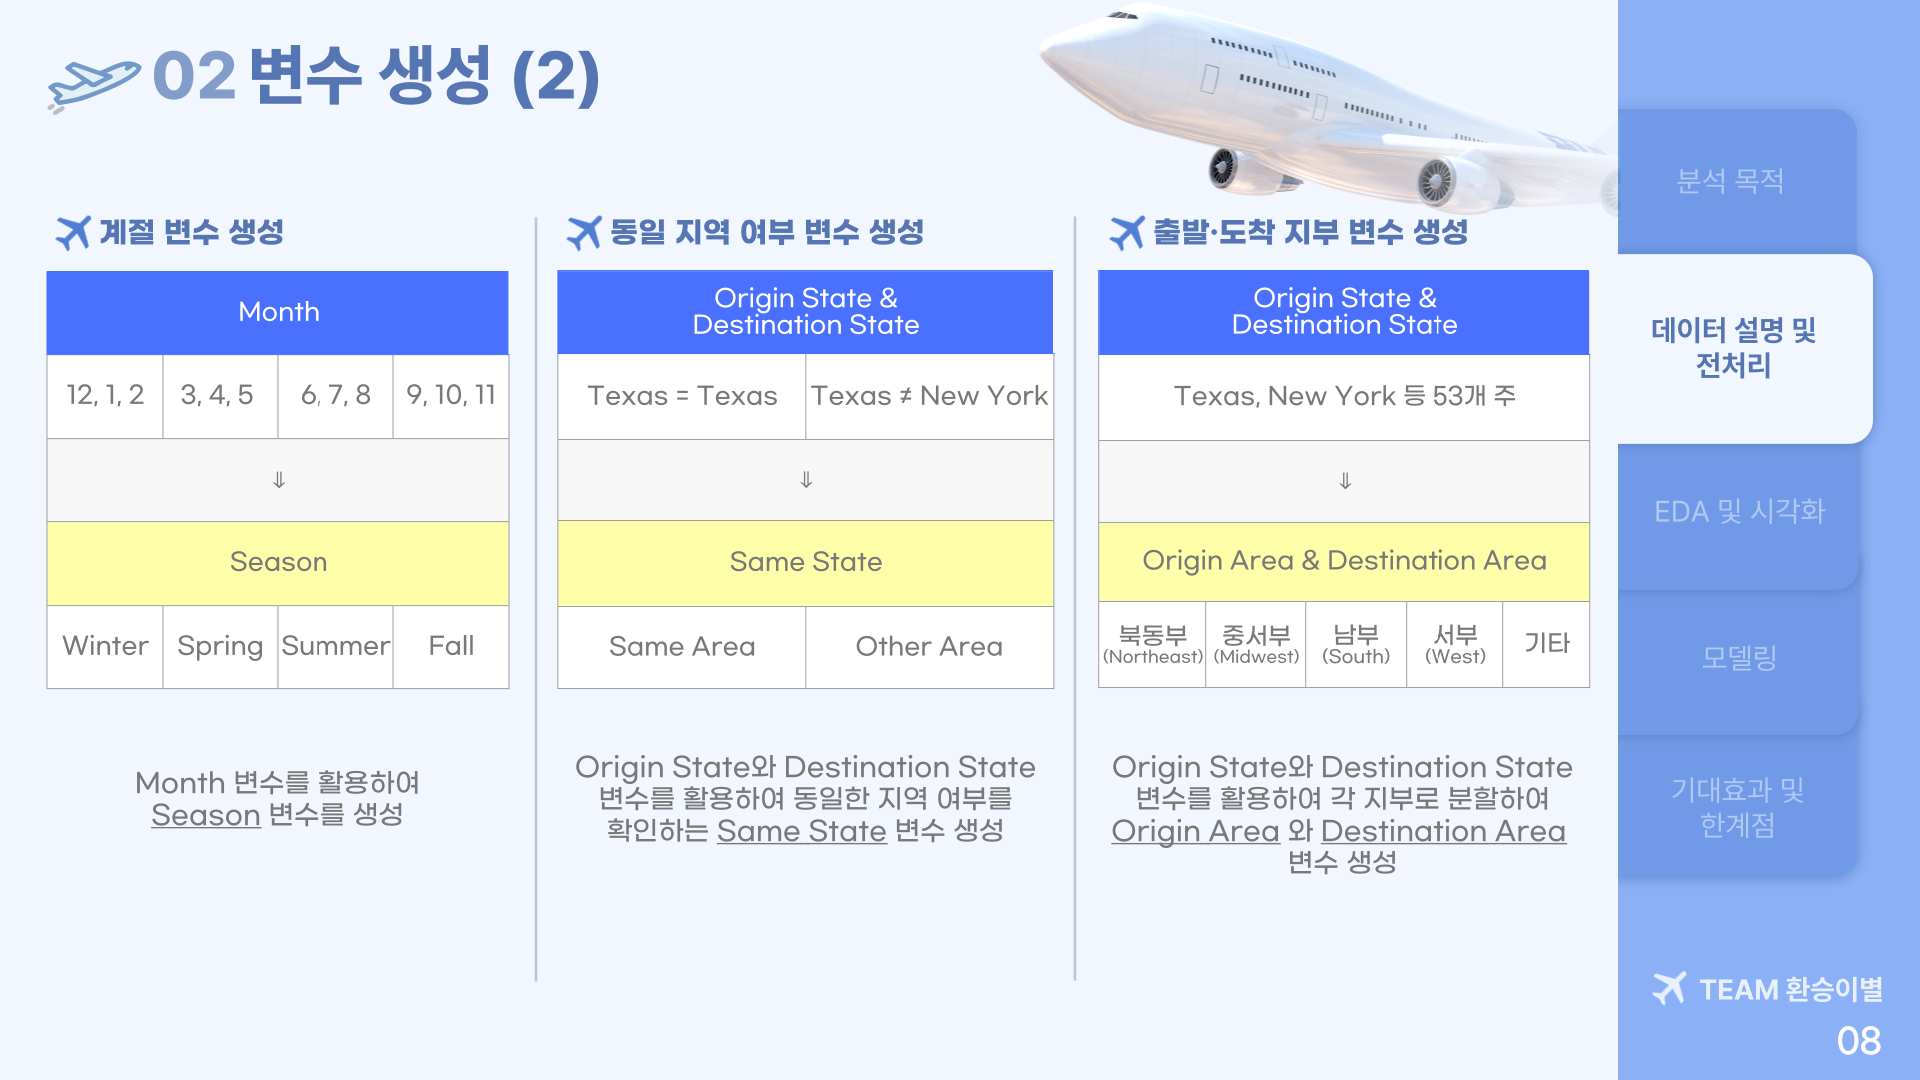 02 변수 생성 (2)
계절 변수 생성
Month
12, 1, 2
3, 4, 5
6, 7, 8
9, 10, 11
⇓
Season
Winter
Spring
Summer
Fall
Month 변수를 활용하여
Season 변수를 생성
동일 지역 여부 변수 생성
Origin State &
Destination State
Texas = Texas
Texas ≠ New York
⇓
Same State
Same Area
Other Area
Origin State와 Destination State
변수를 활용하여 동일한 지역 여부를
확인하는 Same State 변수 생성
출발·도착 지부 변수 생성
Origin State &
Destination State
Texas, New York 등 53개 주
⇓
Origin Area & Destination Area
북동부
(Northeast)
중서부
(Midwest)
남부
(South)
서부
(West)
기타
Origin State와 Destination State
변수를 활용하여 각 지부로 분할하여
Origin Area 와 Destination Area
변수 생성
분석 목적
데이터 설명 및
전처리
EDA 및 시각화
모델링
기대효과 및
한계점
TEAM 환승이별
08